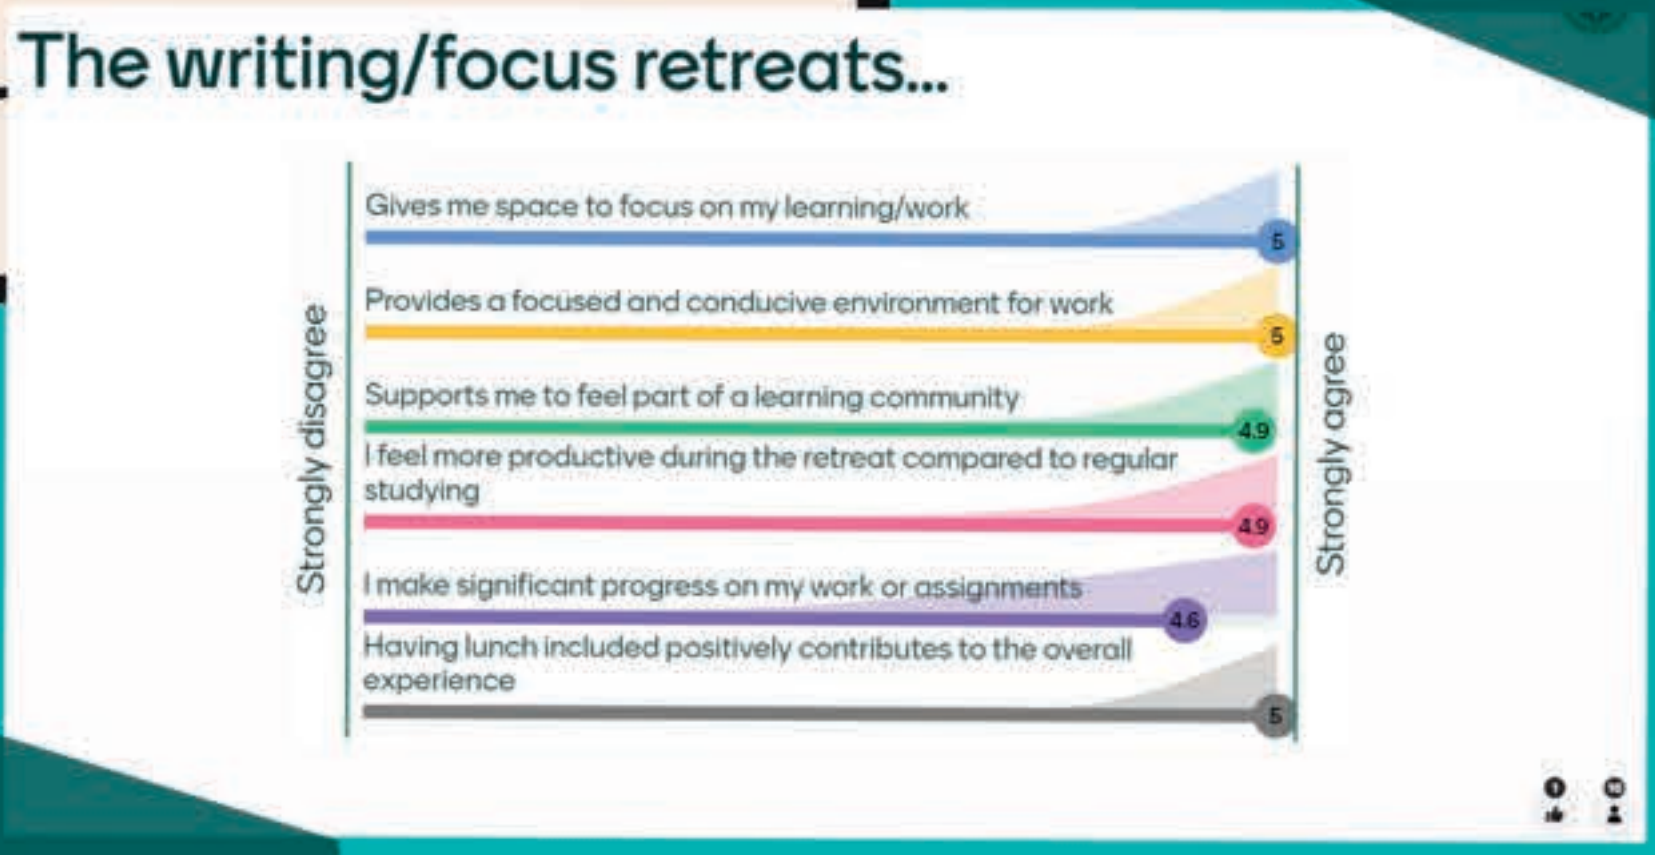 The writing/focus retreats...
Strongly disagree
Gives me space to focus on my learning/work
5
Provides a focused and conducive environment for work
5
Supports me to feel part of a learning community
4.9
I feel more productive during the retreat compared to regular
studying
4.9
I make significant progress on my work or assignments
4.6
Having lunch included positively contributes to the overall
experience
5
Strongly agree
1